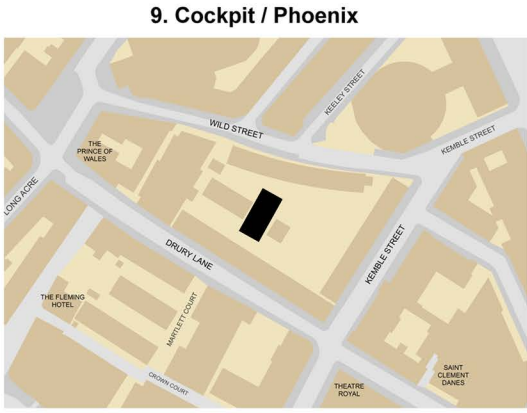 9. Cockpit / Phoenix
KEELEY STREET
WILD STREET
KEMBLE STREET
THE
PRINCE OF
WALES
LONG ACRE
DRURY LANE
KEMBLE STREET
THE FLEMING
HOTEL
MARTLETT COURT
CROWN COURT
THEATRE
ROYAL
SAINT
CLEMENT
DANES